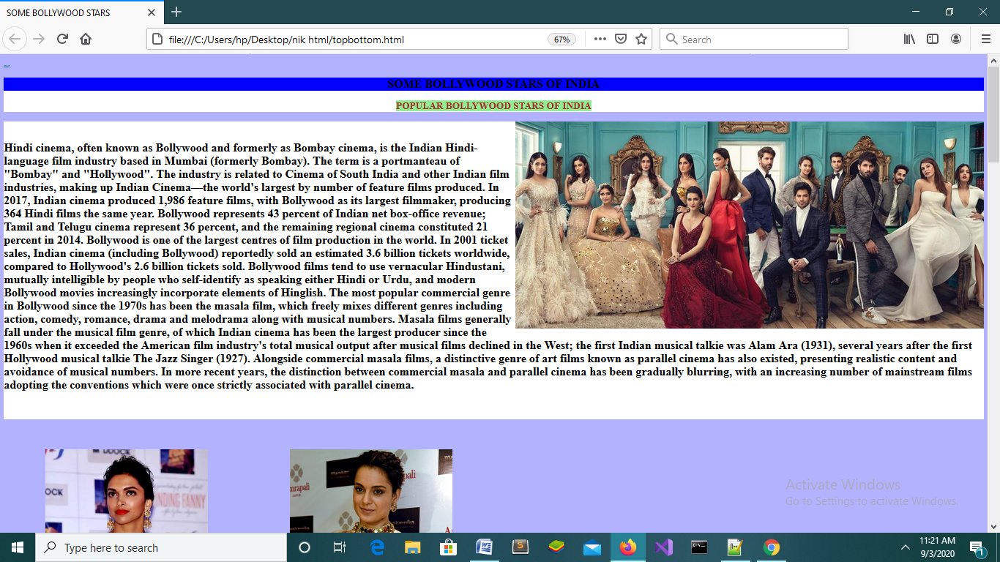 SOME BOLLYWOOD STARS
file:///C:/Users/hp/Desktop/nik html/topbottom.html
67%
Search
...
SOME BOLLYWOOD STARS OF INDIA
POPULAR BOLLYWOOD STARS OF INDIA
Hindi cinema, often known as Bollywood and formerly as Bombay cinema, is the Indian Hindi-
language film industry based in Mumbai (formerly Bombay). The term is a portmanteau of
"Bombay" and "Hollywood". The industry is related to Cinema of South India and other Indian film
industries, making up Indian Cinema—the world's largest by number of feature films produced. In
2017, Indian cinema produced 1,986 feature films, with Bollywood as its largest filmmaker, producing
364 Hindi films the same year. Bollywood represents 43 percent of Indian net box-office revenue;
Tamil and Telugu cinema represent 36 percent, and the remaining regional cinema constituted 21
percent in 2014. Bollywood is one of the largest centres of film production in the world. In 2001 ticket
sales, Indian cinema (including Bollywood) reportedly sold an estimated 3.6 billion tickets worldwide,
compared to Hollywood's 2.6 billion tickets sold. Bollywood films tend to use vernacular Hindustani,
mutually intelligible by people who self-identify as speaking either Hindi or Urdu, and modern
Bollywood movies increasingly incorporate elements of Hinglish. The most popular commercial genre
in Bollywood since the 1970s has been the masala film, which freely mixes different genres including
action, comedy, romance, drama and melodrama along with musical numbers. Masala films generally
fall under the musical film genre, of which Indian cinema has been the largest producer since the
1960s when it exceeded the American film industry's total musical output after musical films declined in the West; the first Indian musical talkie was Alam Ara (1931), several years after the first
Hollywood musical talkie The Jazz Singer (1927). Alongside commercial masala films, a distinctive genre of art films known as parallel cinema has also existed, presenting realistic content and
avoidance of musical numbers. In more recent years, the distinction between commercial masala and parallel cinema has been gradually blurring, with an increasing number of mainstream films
adopting the conventions which were once strictly associated with parallel cinema.
OCK
NDING FANNY
mrapali
Activate Windows
Go to Settings to activate Windows.
Type here to search
11:21 AM
9/3/2020
1